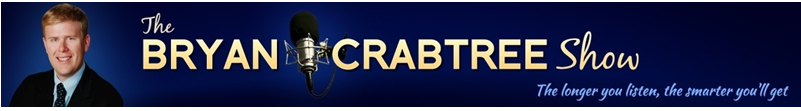 The
BRYAN CRABTREE Show
The longer you listen, the smarter you'll get